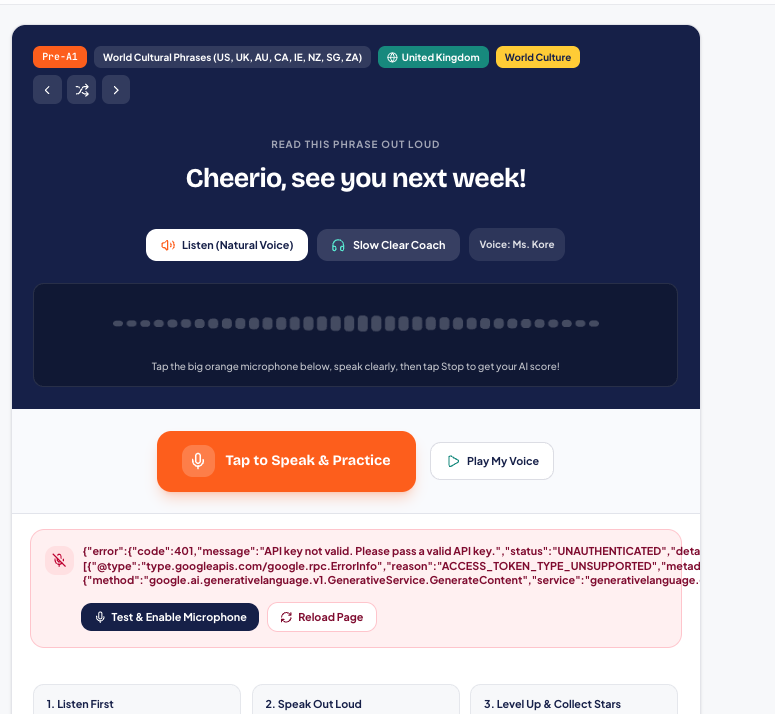 Pre-A1 World Cultural Phrases (US, UK, AU, CA, IE, NZ, SG, ZA) United Kingdom World Culture
READ THIS PHRASE OUT LOUD
Cheerio, see you next week!
Listen (Natural Voice) Slow Clear Coach Voice: Ms. Kore
Tap the big orange microphone below, speak clearly, then tap Stop to get your AI score!
Tap to Speak & Practice Play My Voice
{"error":{"code":401,"message":"API key not valid. Please pass a valid API key.","status":"UNAUTHENTICATED","deta
[{"@type":"type.googleapis.com/google.rpc.ErrorInfo","reason":"ACCESS_TOKEN_TYPE_UNSUPPORTED","metad
{"method":"google.ai.generativelanguage.v1.GenerativeService.GenerateContent","service":"generativelanguage.
Test & Enable Microphone Reload Page
1. Listen First 2. Speak Out Loud 3. Level Up & Collect Stars